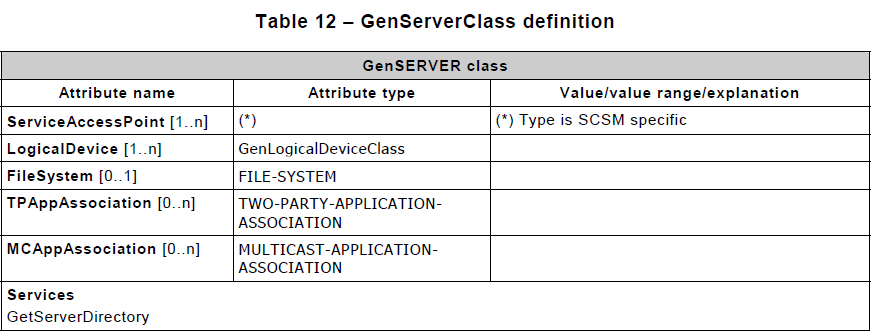 Table 12 – GenServerClass definition
GenSERVER class
Attribute name Attribute type Value/value range/explanation
ServiceAccessPoint [1..n] (*) (*) Type is SCSM specific
LogicalDevice [1..n] GenLogicalDeviceClass
FileSystem [0..1] FILE-SYSTEM
TPAppAssociation [0..n] TWO-PARTY-APPLICATION-
ASSOCIATION
MCAppAssociation [0..n] MULTICAST-APPLICATION-
ASSOCIATION
Services
GetServerDirectory